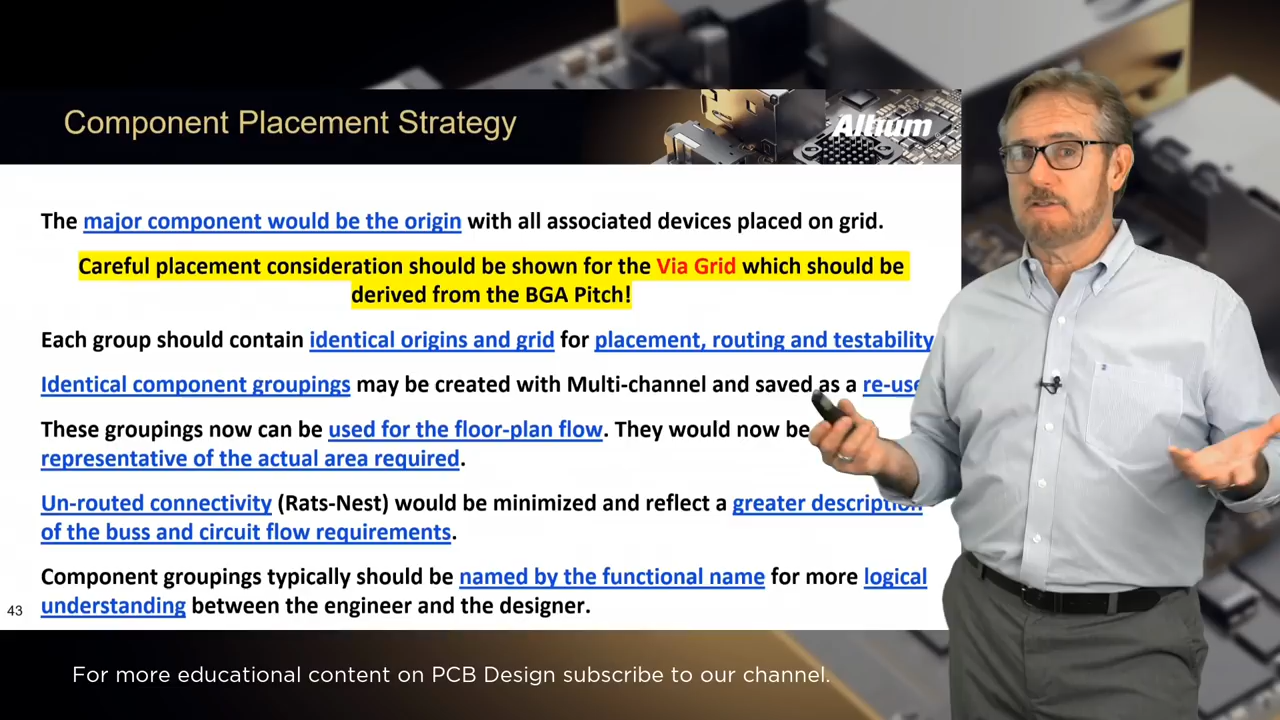 Component Placement Strategy
Altium
The major component would be the origin with all associated devices placed on grid.
Careful placement consideration should be shown for the Via Grid which should be
derived from the BGA Pitch!
Each group should contain identical origins and grid for placement, routing and testability
Identical component groupings may be created with Multi-channel and saved as a re-use
These groupings now can be used for the floor-plan flow. They would now be
representative of the actual area required.
Un-routed connectivity (Rats-Nest) would be minimized and reflect a greater description
of the buss and circuit flow requirements.
Component groupings typically should be named by the functional name for more logical
understanding between the engineer and the designer.
43
For more educational content on PCB Design subscribe to our channel.